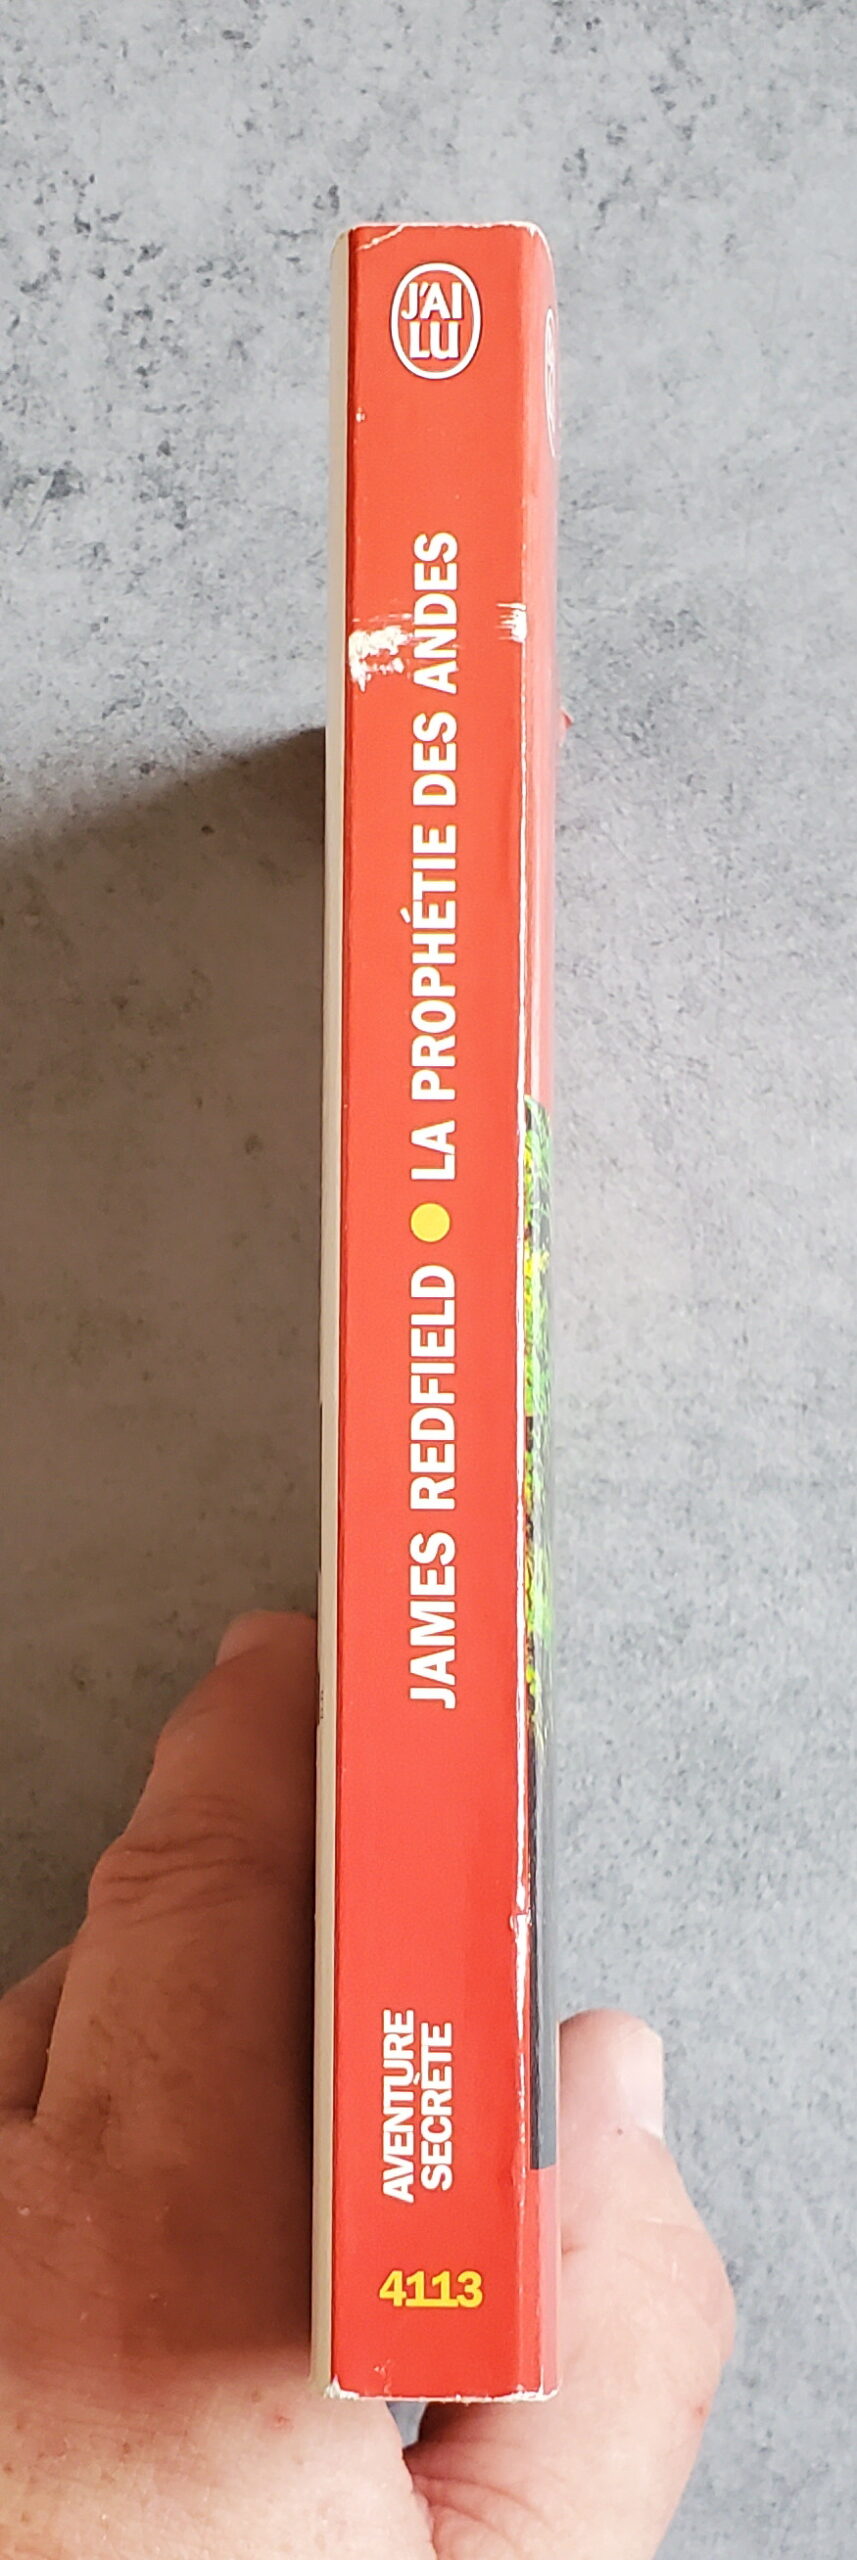 J'AI
LU
JAMES REDFIELD ● LA PROPHÉTIE DES ANDES
AVENTURE
SECRÈTE
4113